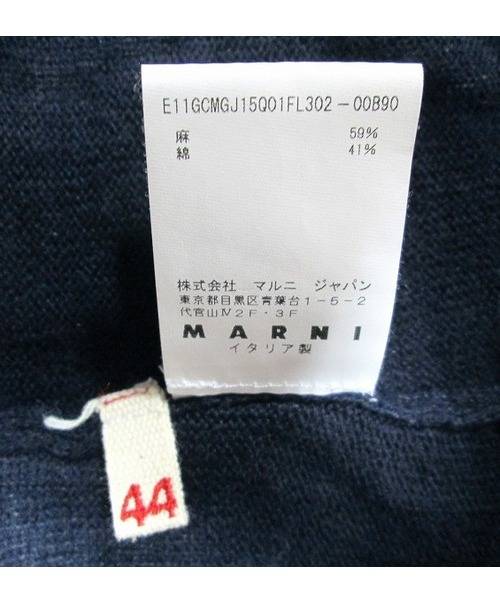 E11GCMGJ15Q01FL302-00B90
麻 59%
綿 41%
株式会社 マルニ ジャパン
東京都目黒区青葉台1-5-2
代官山Ⅳ2F・3F
MARNI
イタリア製
44